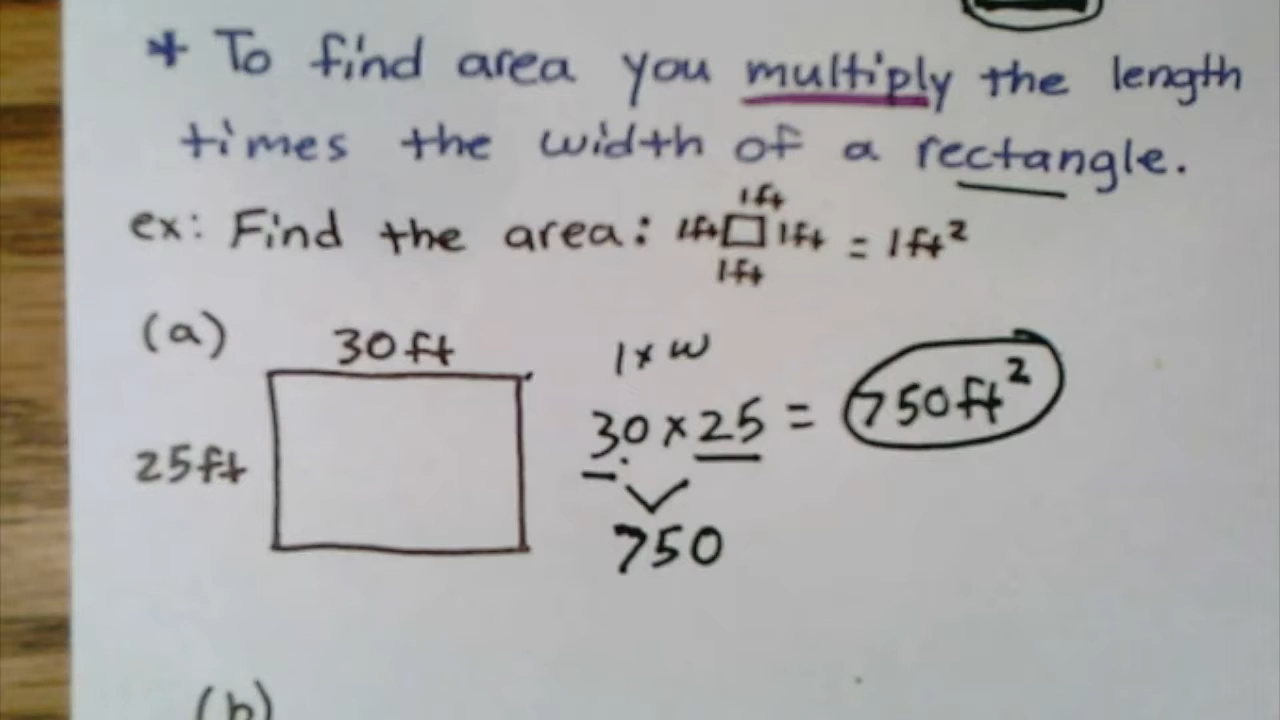 * To find area you multiply the length
times the width of a rectangle.
ex: Find the area: 1ft 1ft 1ft 1ft = 1ft²
(a) 30ft
25ft
l x w
30 x 25 = 750ft²
750
(b)